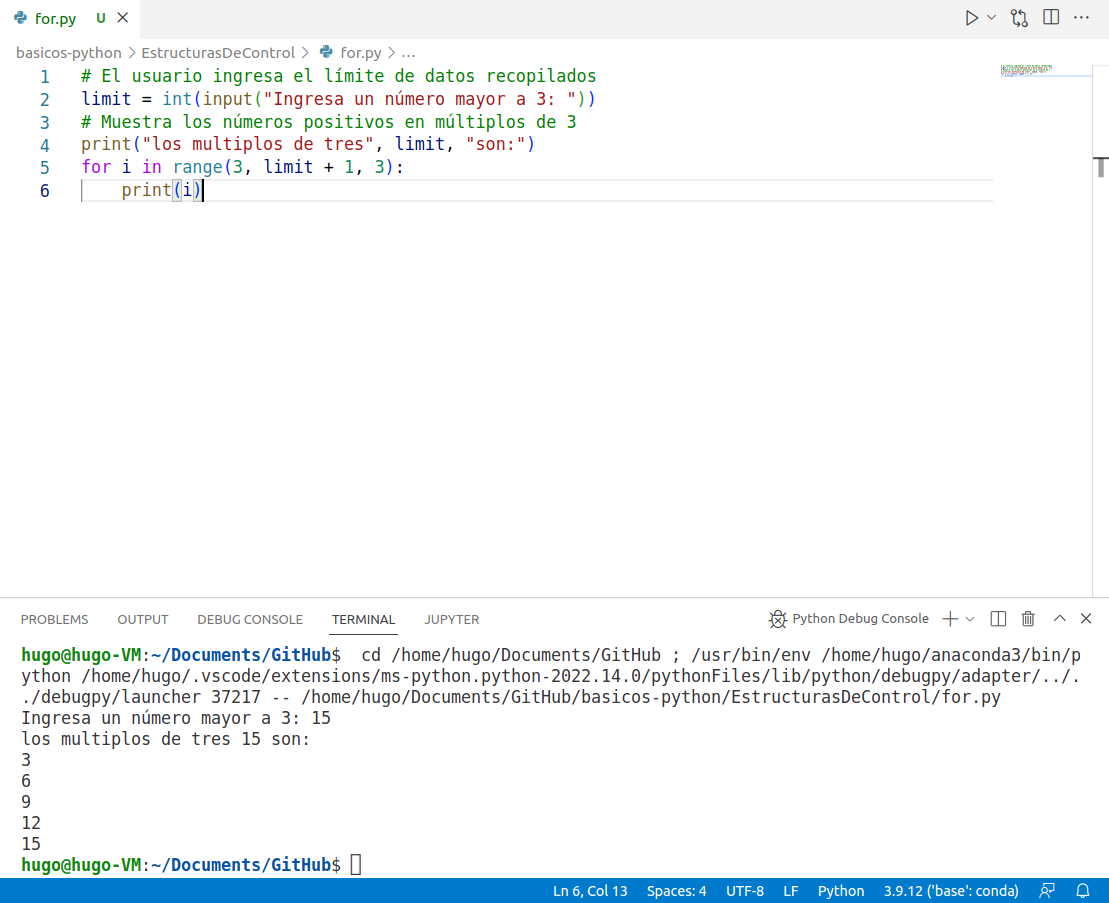 for.py U
basicos-python > EstructurasDeControl > for.py > ...
1 # El usuario ingresa el límite de datos recopilados
2 limit = int(input("Ingresa un número mayor a 3: "))
3 # Muestra los números positivos en múltiplos de 3
4 print("los multiplos de tres", limit, "son:")
5 for i in range(3, limit + 1, 3):
6     print(i)
PROBLEMS OUTPUT DEBUG CONSOLE TERMINAL JUPYTER Python Debug Console
hugo@hugo-VM:~/Documents/GitHub$  cd /home/hugo/Documents/GitHub ; /usr/bin/env /home/hugo/anaconda3/bin/p
ython /home/hugo/.vscode/extensions/ms-python.python-2022.14.0/pythonFiles/lib/python/debugpy/adapter/../.
./debugpy/launcher 37217 -- /home/hugo/Documents/GitHub/basicos-python/EstructurasDeControl/for.py
Ingresa un número mayor a 3: 15
los multiplos de tres 15 son:
3
6
9
12
15
hugo@hugo-VM:~/Documents/GitHub$
Ln 6, Col 13 Spaces: 4 UTF-8 LF Python 3.9.12 ('base': conda)